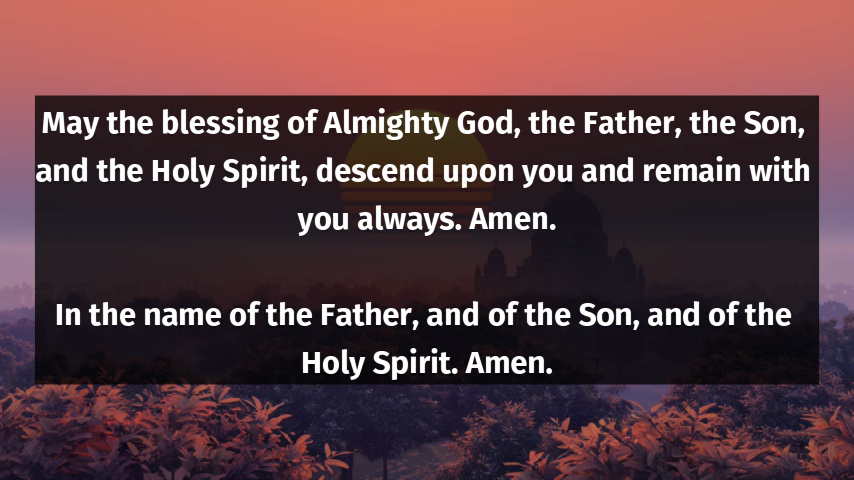 May the blessing of Almighty God, the Father, the Son,
and the Holy Spirit, descend upon you and remain with
you always. Amen.
In the name of the Father, and of the Son, and of the
Holy Spirit. Amen.